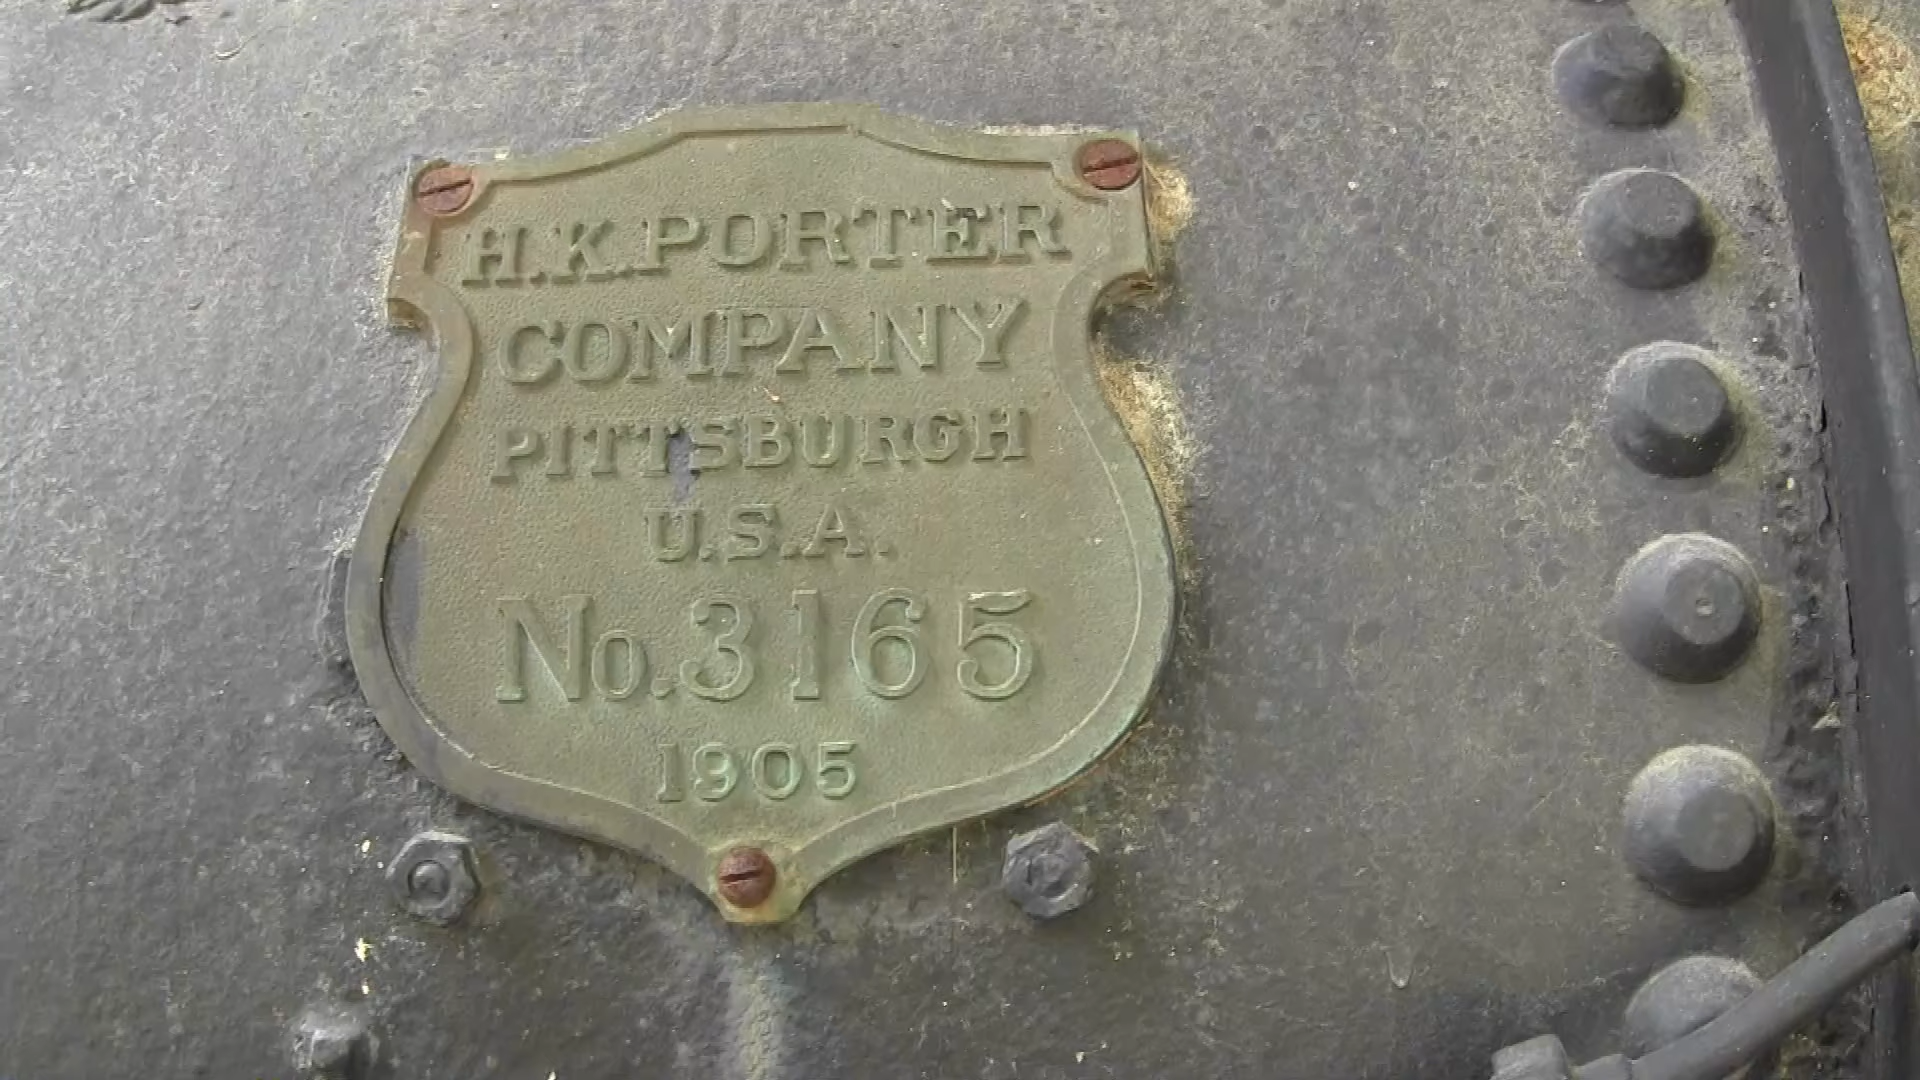 H.K.PORTER
COMPANY
PITTSBURGH
U.S.A.
No.3165
1905